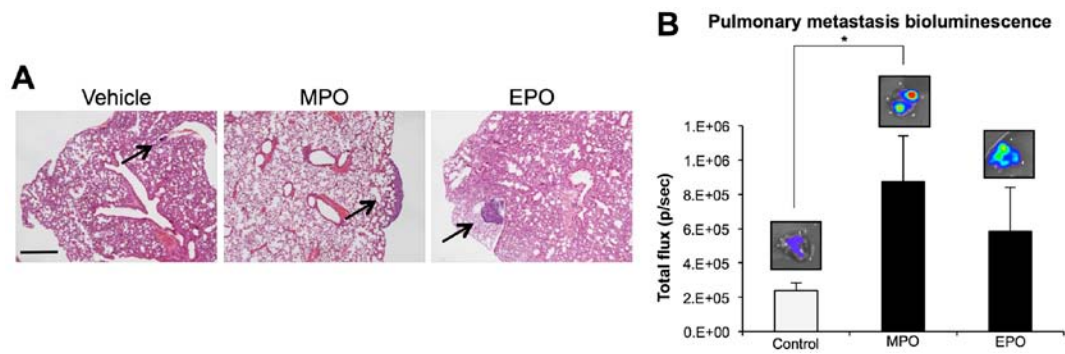 A
Vehicle MPO EPO
B Pulmonary metastasis bioluminescence
*
Total flux (p/sec)
1.E+06
1.E+06
8.E+05
6.E+05
4.E+05
2.E+05
0.E+00
Control MPO EPO